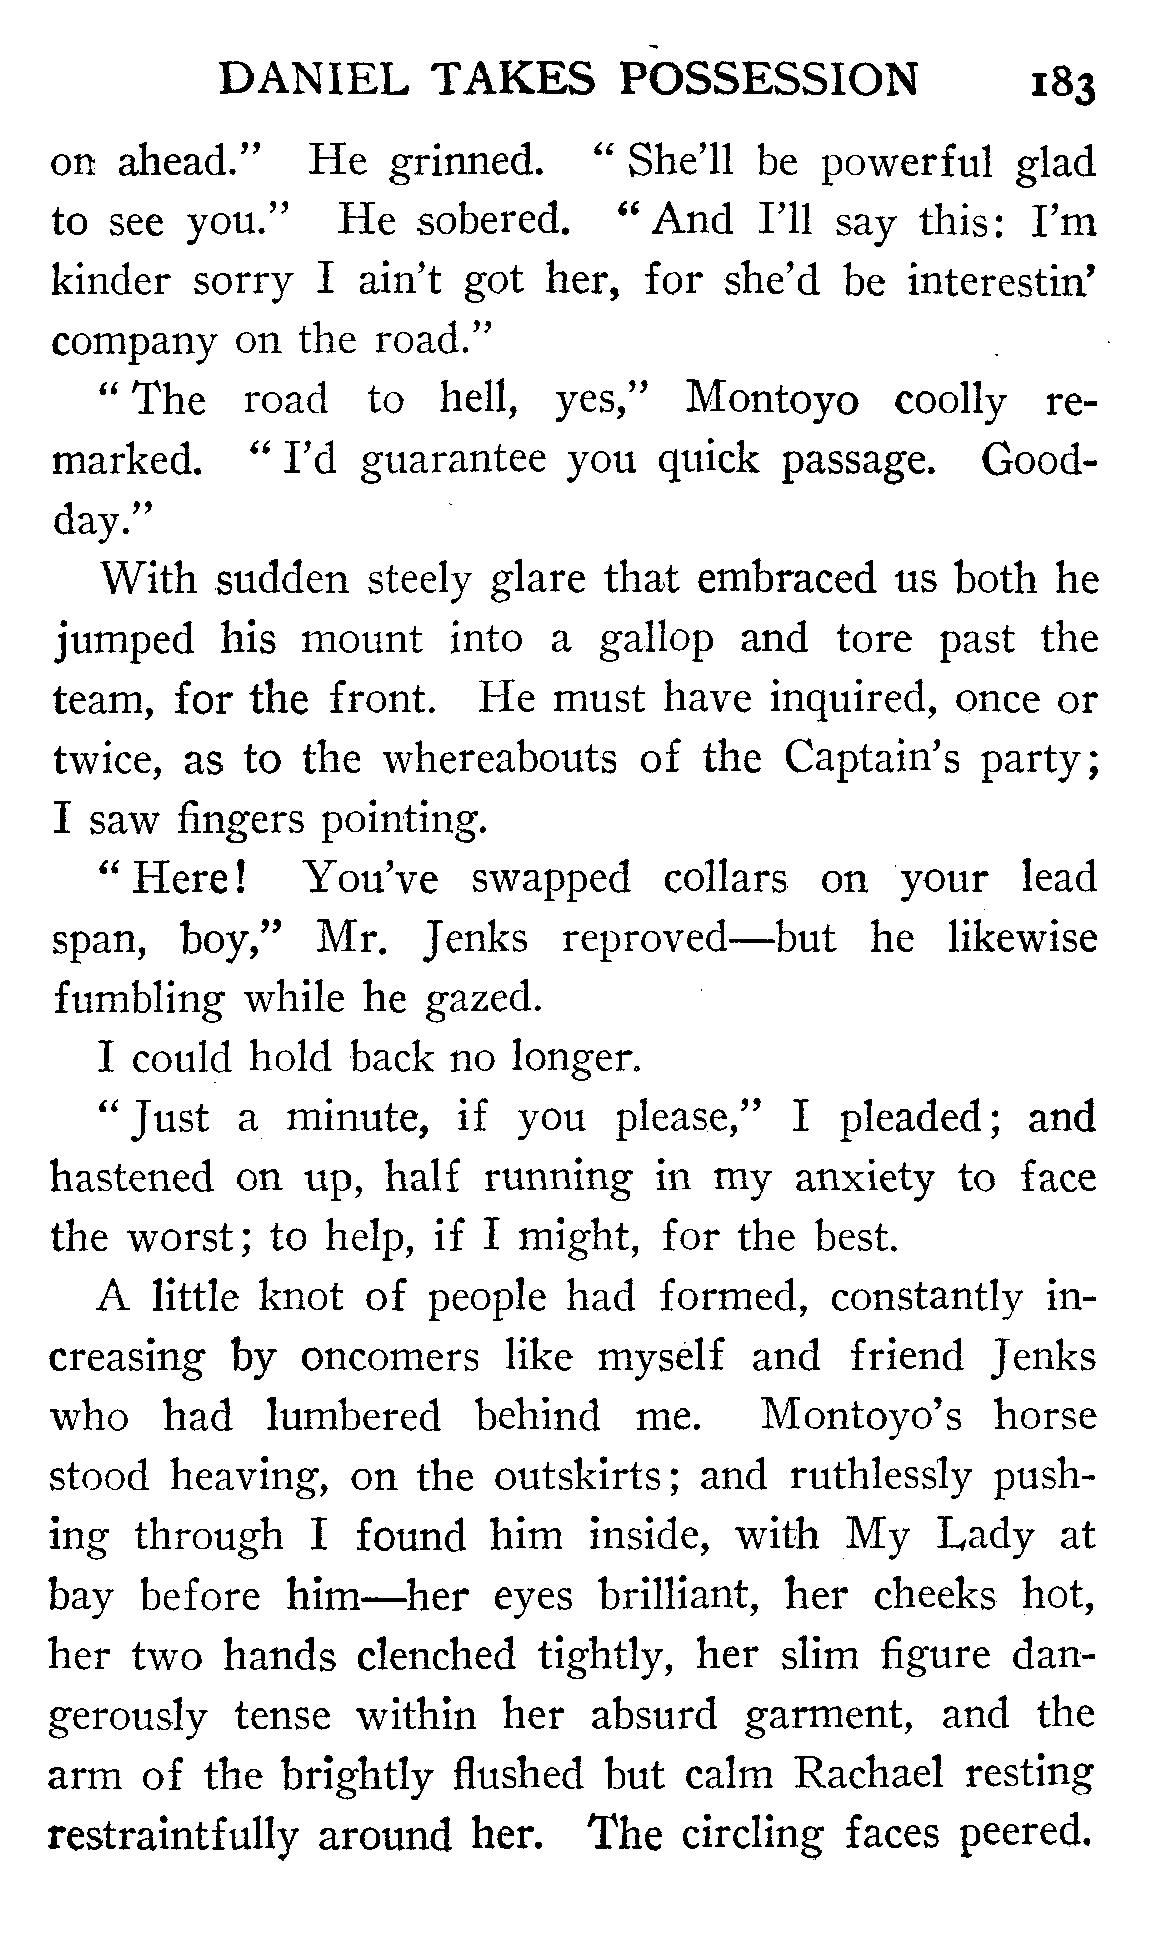 DANIEL TAKES POSSESSION 183
on ahead." He grinned. "She'll be powerful glad
to see you." He sobered. "And I'll say this: I'm
kinder sorry I ain't got her, for she'd be interestin'
company on the road."
"The road to hell, yes," Montoyo coolly re-
marked. "I'd guarantee you quick passage. Good-
day."
With sudden steely glare that embraced us both he
jumped his mount into a gallop and tore past the
team, for the front. He must have inquired, once or
twice, as to the whereabouts of the Captain's party;
I saw fingers pointing.
"Here! You've swapped collars on your lead
span, boy," Mr. Jenks reproved—but he likewise
fumbling while he gazed.
I could hold back no longer.
"Just a minute, if you please," I pleaded; and
hastened on up, half running in my anxiety to face
the worst; to help, if I might, for the best.
A little knot of people had formed, constantly in-
creasing by oncomers like myself and friend Jenks
who had lumbered behind me. Montoyo's horse
stood heaving, on the outskirts; and ruthlessly push-
ing through I found him inside, with My Lady at
bay before him—her eyes brilliant, her cheeks hot,
her two hands clenched tightly, her slim figure dan-
gerously tense within her absurd garment, and the
arm of the brightly flushed but calm Rachael resting
restraintfully around her. The circling faces peered.